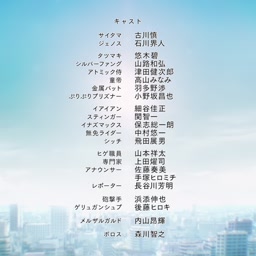 キャスト
サイタマ 古川慎
ジェノス 石川界人
タツマキ 悠木碧
シルバーファング 山路和弘
アトミック侍 津田健次郎
童帝 高山みなみ
金属バット 羽多野渉
ぷりぷりプリズナー 小野坂昌也
イアイアン 細谷佳正
スティンガー 関智一
イナズマックス 保志総一朗
無免ライダー 中村悠一
シッチ 飛田展男
ヒゲ職員 山本祥太
専門家 上田燿司
アナウンサー 佐藤奏美
手塚ヒロミチ
レポーター 長谷川芳明
砲撃手 浜添伸也
ゲリュガンシュプ 後藤ヒロキ
メルザルガルド 内山昂輝
ボロス 森川智之